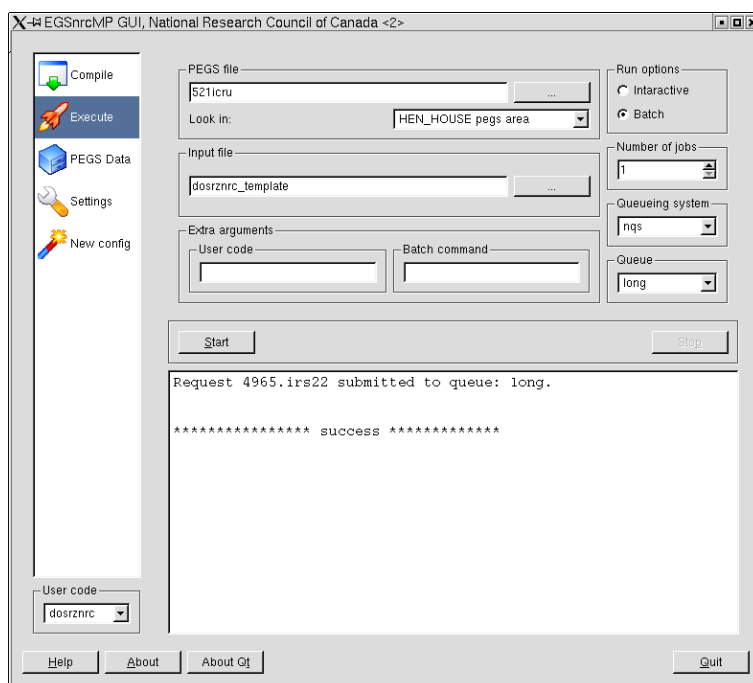 EGSnrcMP GUI, National Research Council of Canada <2>
Compile
Execute
PEGS Data
Settings
New config
User code
dosrznrc
PEGS file
521icru
...
Look in:
HEN_HOUSE pegs area
Input file
dosrznrc_template
...
Extra arguments
User code
Batch command
Run options
Intaractive
Batch
Number of jobs
1
Queueing system
nqs
Queue
long
Start
Stop
Request 4965.irs22 submitted to queue: long.
**************** success *************
Help
About
About Qt
Quit